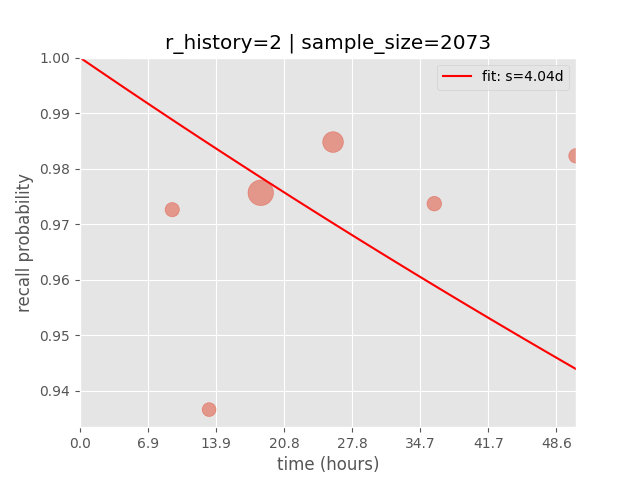 r_history=2 | sample_size=2073
fit: s=4.04d
1.00
0.99
0.98
0.97
0.96
0.95
0.94
recall probability
0.0 6.9 13.9 20.8 27.8 34.7 41.7 48.6
time (hours)